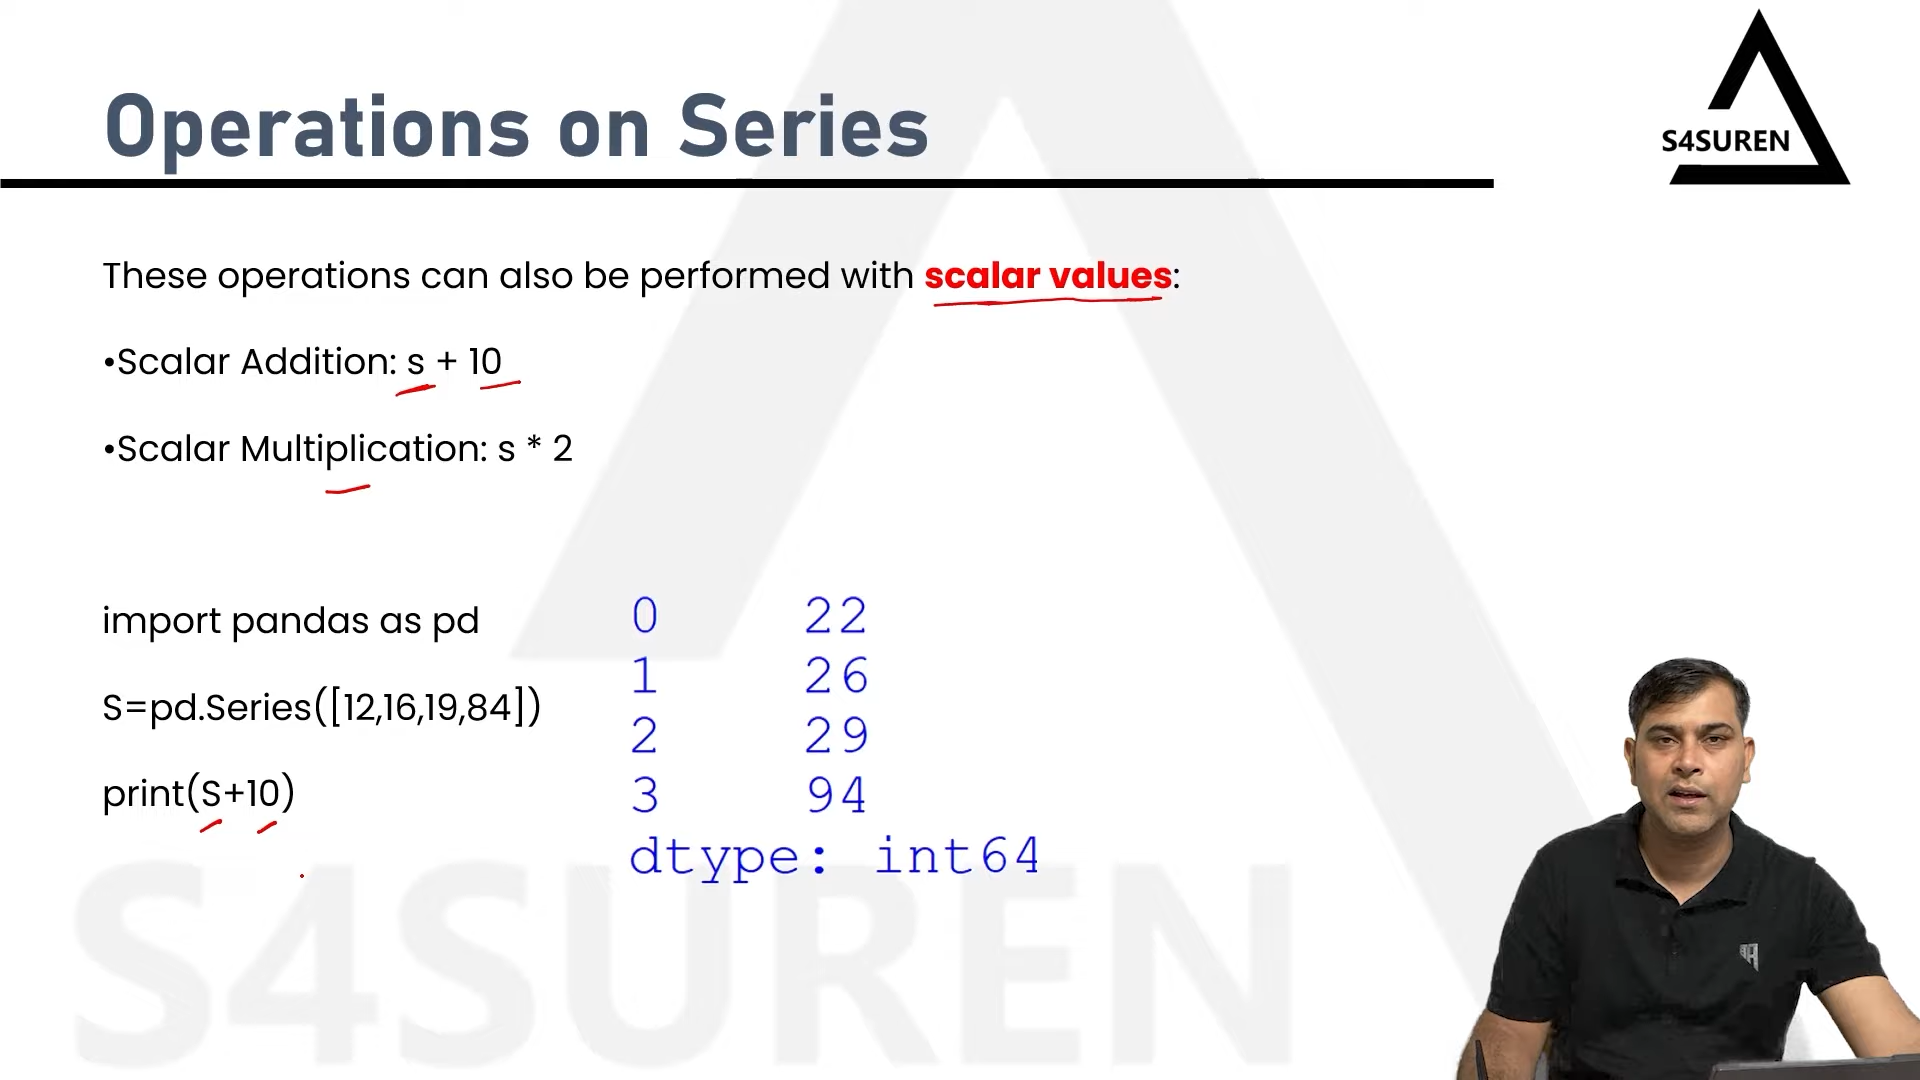 Operations on Series
S4SUREN
These operations can also be performed with scalar values:
•Scalar Addition: s + 10
•Scalar Multiplication: s * 2
import pandas as pd
S=pd.Series([12,16,19,84])
print(S+10)
0 22
1 26
2 29
3 94
dtype: int64
S4SUREN